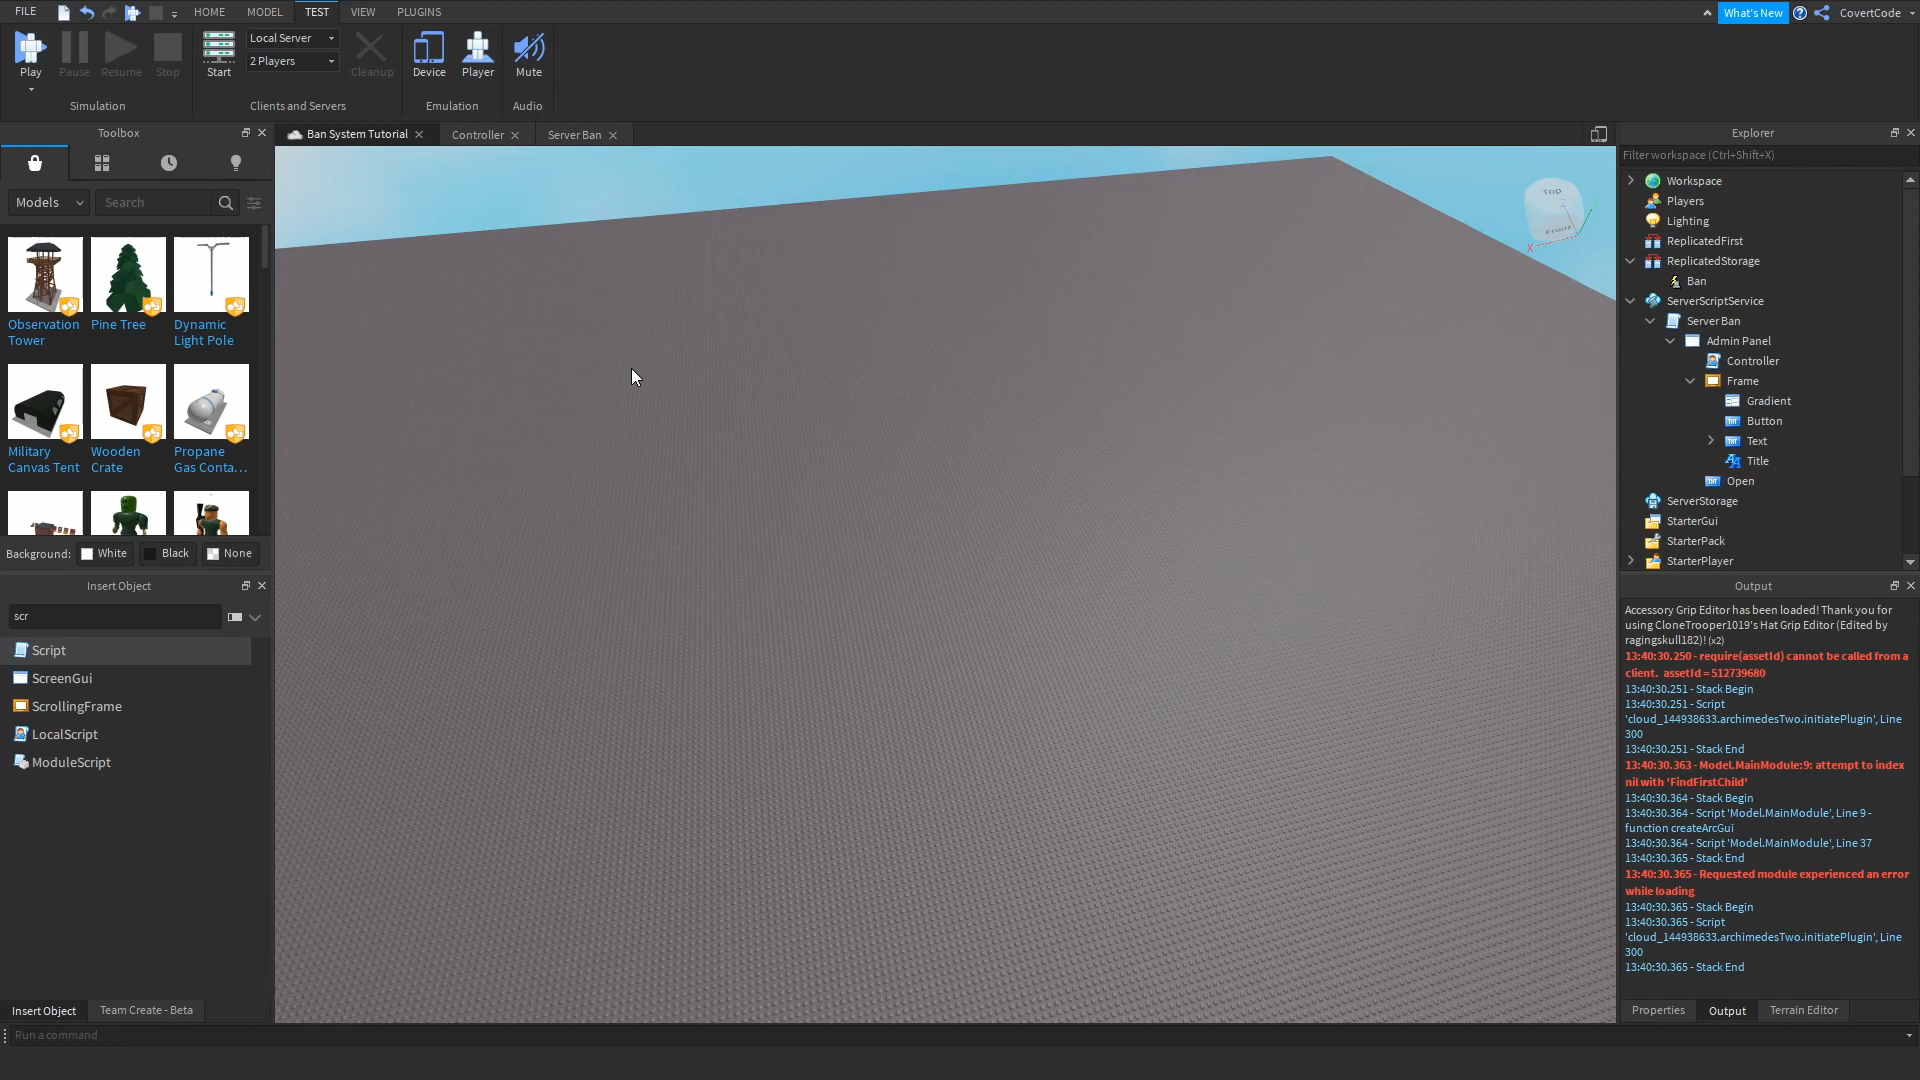 FILE
HOME
MODEL
TEST
VIEW
PLUGINS
What's New
CovertCode
Play
Pause
Resume
Stop
Simulation
Start
Local Server
2 Players
Cleanup
Clients and Servers
Device
Player
Emulation
Mute
Audio
Toolbox
Models
Search
Observation
Tower
Pine Tree
Dynamic
Light Pole
Military
Canvas Tent
Wooden
Crate
Propane
Gas Conta...
Background:
White
Black
None
Insert Object
scr
Script
ScreenGui
ScrollingFrame
LocalScript
ModuleScript
Insert Object
Team Create - Beta
Run a command
Ban System Tutorial
Controller
Server Ban
Top
Front
X
Z
Explorer
Filter workspace (Ctrl+Shift+X)
Workspace
Players
Lighting
ReplicatedFirst
ReplicatedStorage
Ban
ServerScriptService
Server Ban
Admin Panel
Controller
Frame
Gradient
Button
Text
Title
Open
ServerStorage
StarterGui
StarterPack
StarterPlayer
Output
Accessory Grip Editor has been loaded! Thank you for
using CloneTrooper1019's Hat Grip Editor (Edited by
ragingskull182)! (x2)
13:40:30.250 - require(assetId) cannot be called from a
client. assetId = 512739680
13:40:30.251 - Stack Begin
13:40:30.251 - Script
'cloud_144938633.archimedesTwo.initiatePlugin', Line
300
13:40:30.251 - Stack End
13:40:30.363 - Model.MainModule:9: attempt to index
nil with 'FindFirstChild'
13:40:30.364 - Stack Begin
13:40:30.364 - Script 'Model.MainModule', Line 9 -
function createArcGui
13:40:30.364 - Script 'Model.MainModule', Line 37
13:40:30.365 - Stack End
13:40:30.365 - Requested module experienced an error
while loading
13:40:30.365 - Stack Begin
13:40:30.365 - Script
'cloud_144938633.archimedesTwo.initiatePlugin', Line
300
13:40:30.365 - Stack End
Properties
Output
Terrain Editor